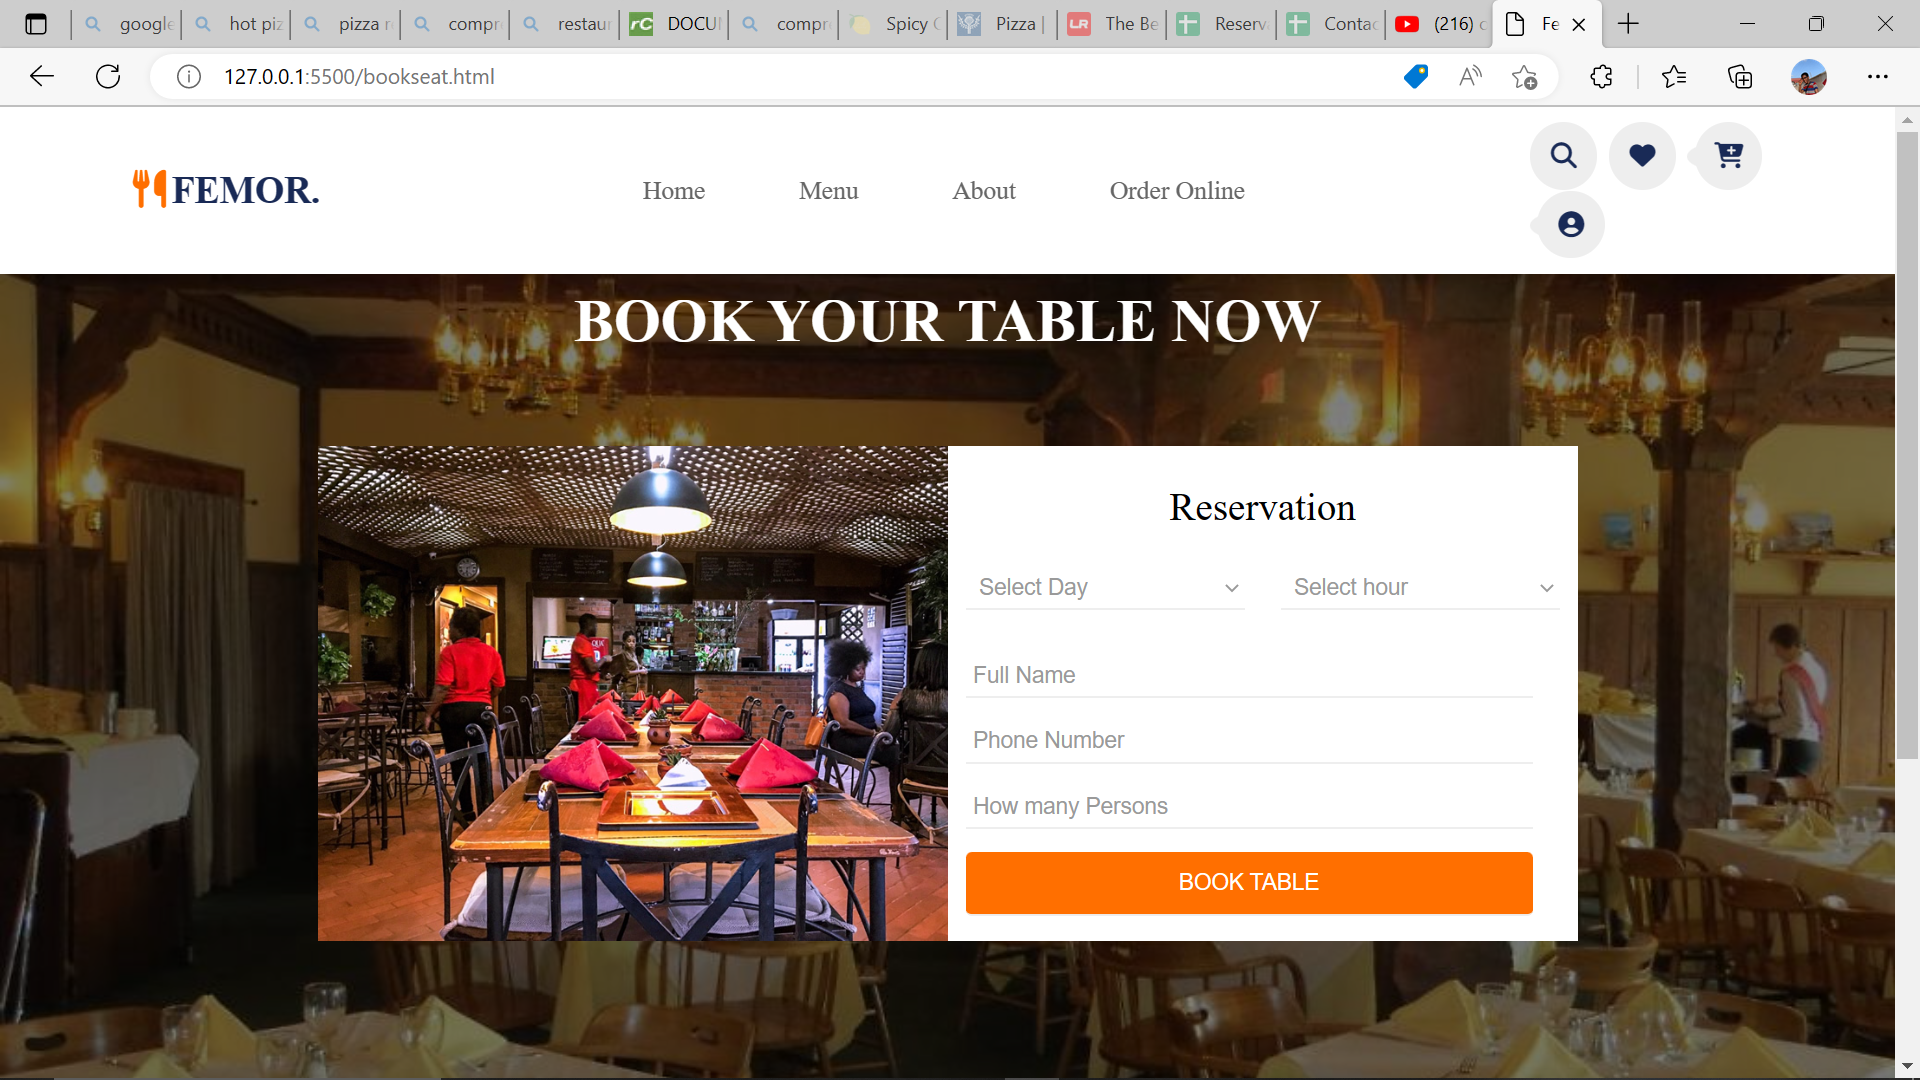 google
hot piz
pizza r
compr
restaur
DOCU
compr
Spicy
Pizza |
The Be
Reserv
Contac
(216)
Fe
127.0.0.1:5500/bookseat.html
FEMOR.
Home
Menu
About
Order Online
BOOK YOUR TABLE NOW
Reservation
Select Day
Select hour
Full Name
Phone Number
How many Persons
BOOK TABLE